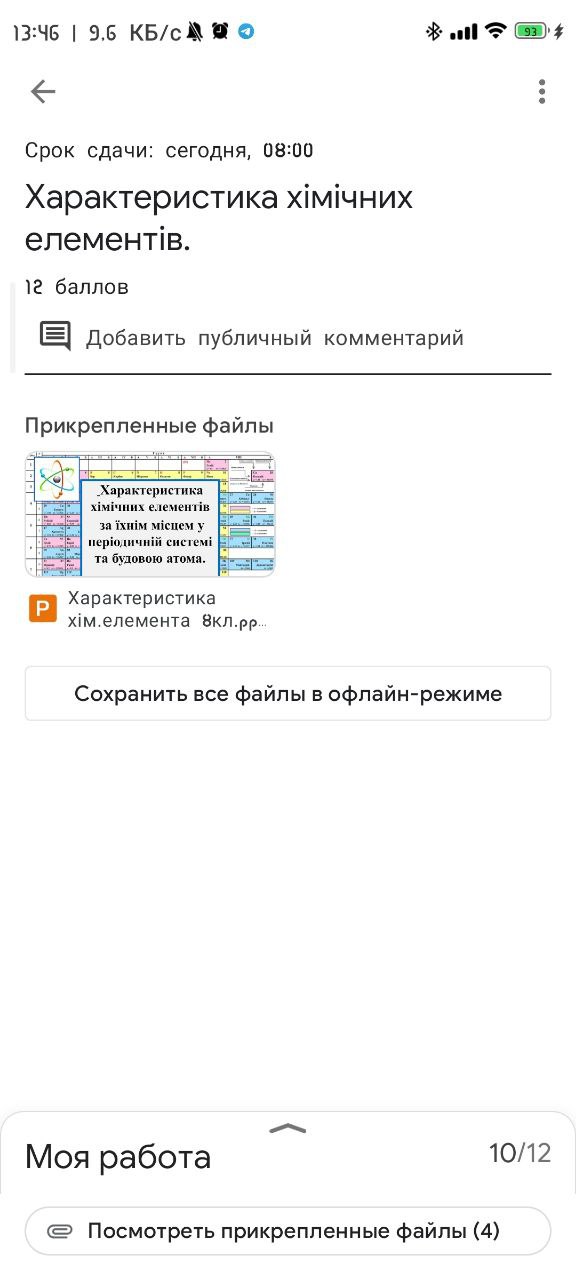 13:46 | 9.6 КБ/с
93
Срок сдачи: сегодня, 08:00
Характеристика хімічних
елементів.
12 баллов
Добавить публичный комментарий
Прикрепленные файлы
Характеристика
хімічних елементів
за їхнім місцем у
періодичній системі
та будовою атома.
P
Характеристика
хім.елемента 8кл.pp...
Сохранить все файлы в офлайн-режиме
Моя работа
10/12
Посмотреть прикрепленные файлы (4)